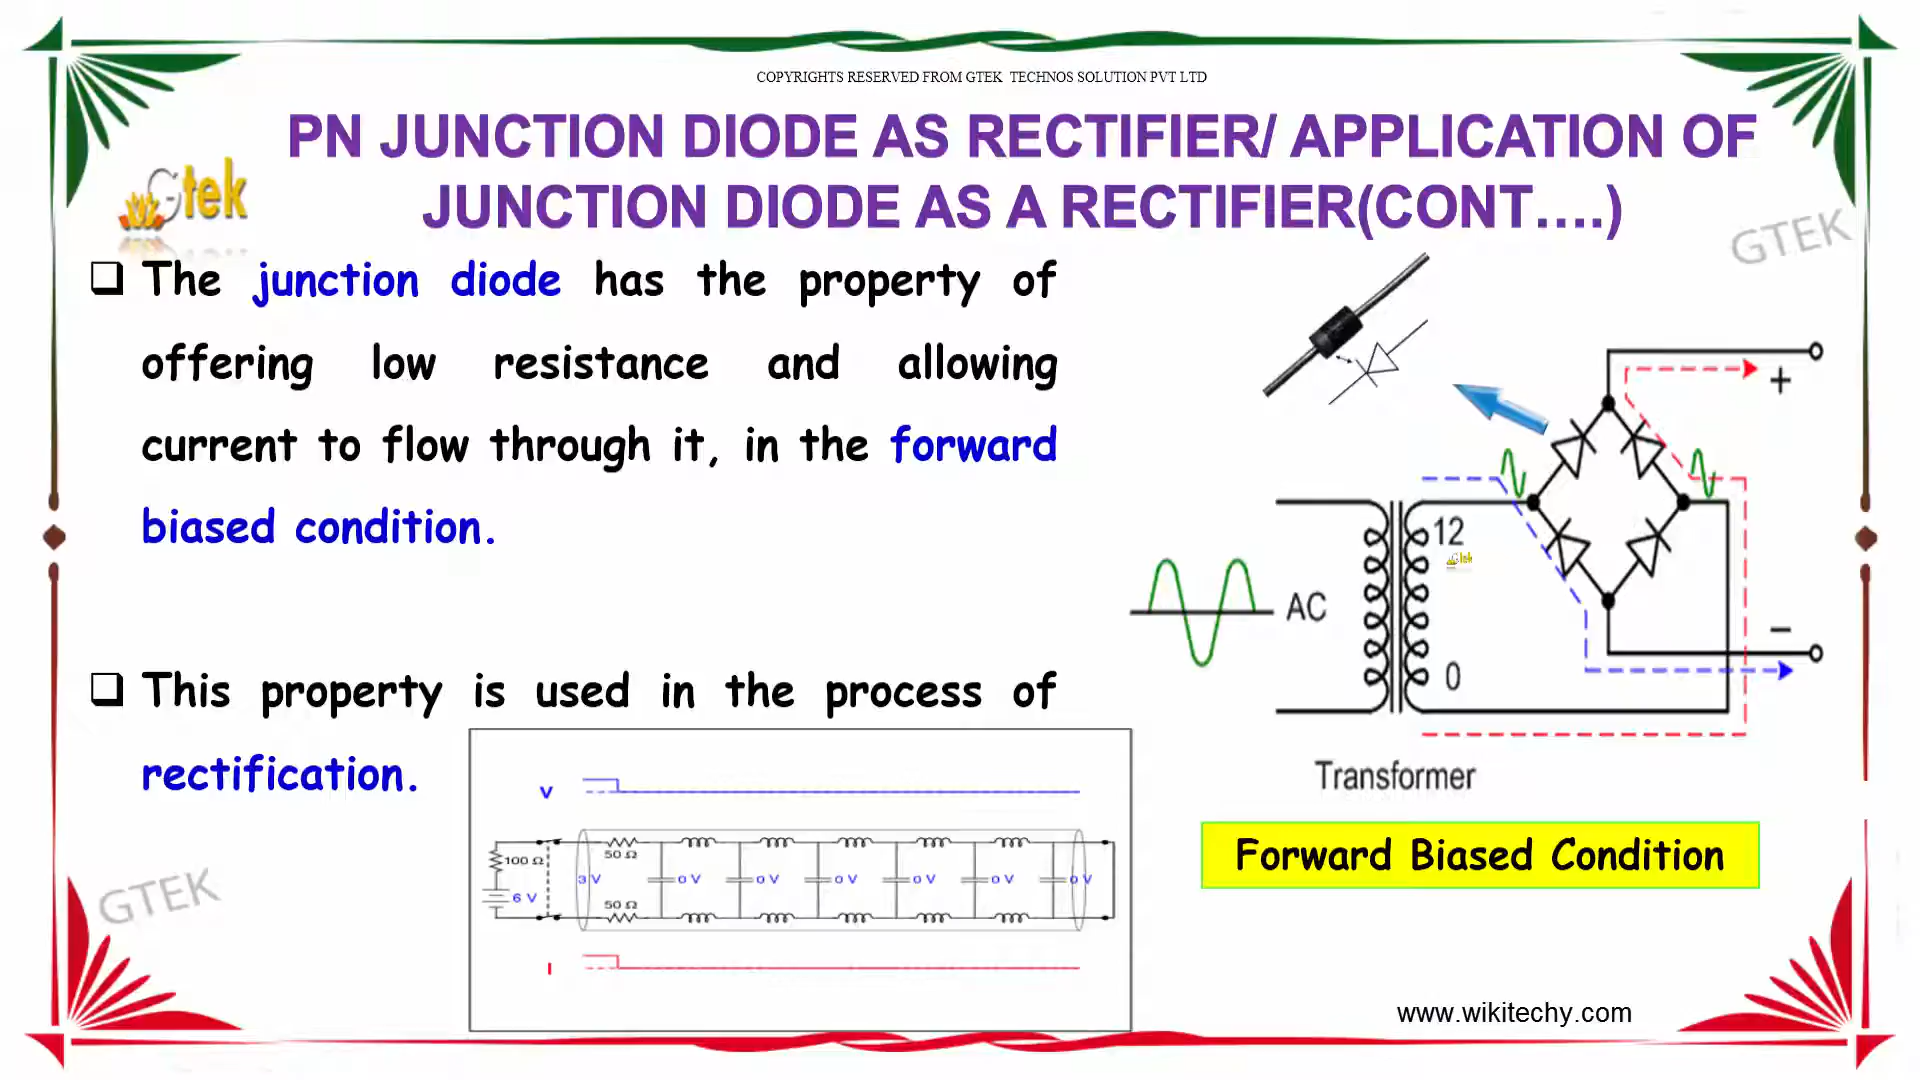 COPYRIGHTS RESERVED FROM GTEK TECHNOS SOLUTION PVT LTD
PN JUNCTION DIODE AS RECTIFIER/ APPLICATION OF
JUNCTION DIODE AS A RECTIFIER(CONT....)
Gtek
GTEK
The junction diode has the property of
offering low resistance and allowing
current to flow through it, in the forward
biased condition.
This property is used in the process of
rectification.
+
12
Gtek
AC
0
−
Transformer
Forward Biased Condition
V
100 Ω
50 Ω
3 V
0 V
0 V
0 V
0 V
0 V
0 V
6 V
50 Ω
I
GTEK
www.wikitechy.com